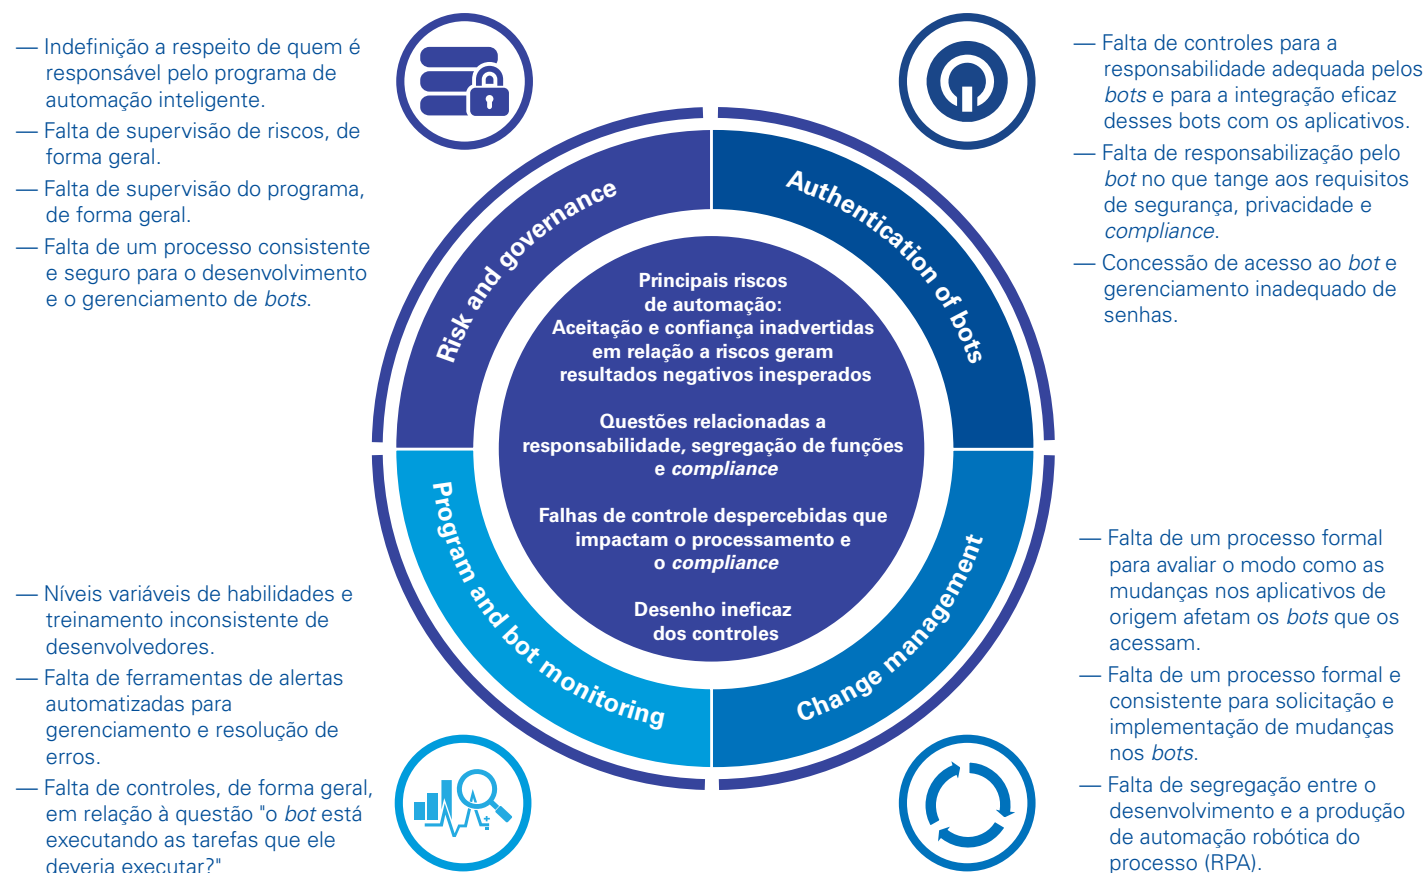 — Indefinição a respeito de quem é
responsável pelo programa de
automação inteligente.
— Falta de supervisão de riscos, de
forma geral.
— Falta de supervisão do programa,
de forma geral.
— Falta de um processo consistente
e seguro para o desenvolvimento
e o gerenciamento de bots.
— Falta de controles para a
responsabilidade adequada pelos
bots e para a integração eficaz
desses bots com os aplicativos.
— Falta de responsabilização pelo
bot no que tange aos requisitos
de segurança, privacidade e
compliance.
— Concessão de acesso ao bot e
gerenciamento inadequado de
senhas.
Risk and governance
Authentication of bots
Principais riscos
de automação:
Aceitação e confiança inadvertidas
em relação a riscos geram
resultados negativos inesperados
Questões relacionadas a
responsabilidade, segregação de funções
e compliance
Falhas de controle despercebidas que
impactam o processamento e
o compliance
Desenho ineficaz
dos controles
Program and bot monitoring
Change management
— Níveis variáveis de habilidades e
treinamento inconsistente de
desenvolvedores.
— Falta de ferramentas de alertas
automatizadas para
gerenciamento e resolução de
erros.
— Falta de controles, de forma geral,
em relação à questão "o bot está
executando as tarefas que ele
deveria executar?"
— Falta de um processo formal
para avaliar o modo como as
mudanças nos aplicativos de
origem afetam os bots que os
acessam.
— Falta de um processo formal e
consistente para solicitação e
implementação de mudanças
nos bots.
— Falta de segregação entre o
desenvolvimento e a produção
de automação robótica do
processo (RPA).